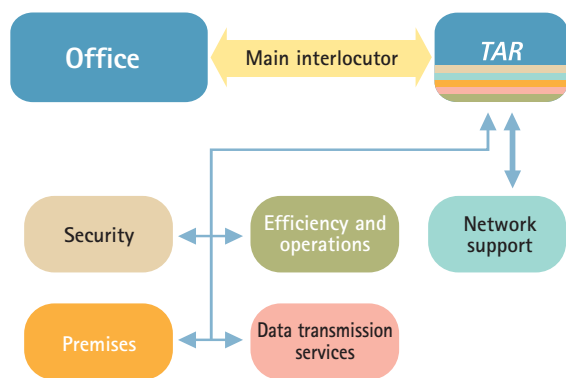 Office
Main interlocutor
TAR
Security
Efficiency and
operations
Network
support
Premises
Data transmission
services